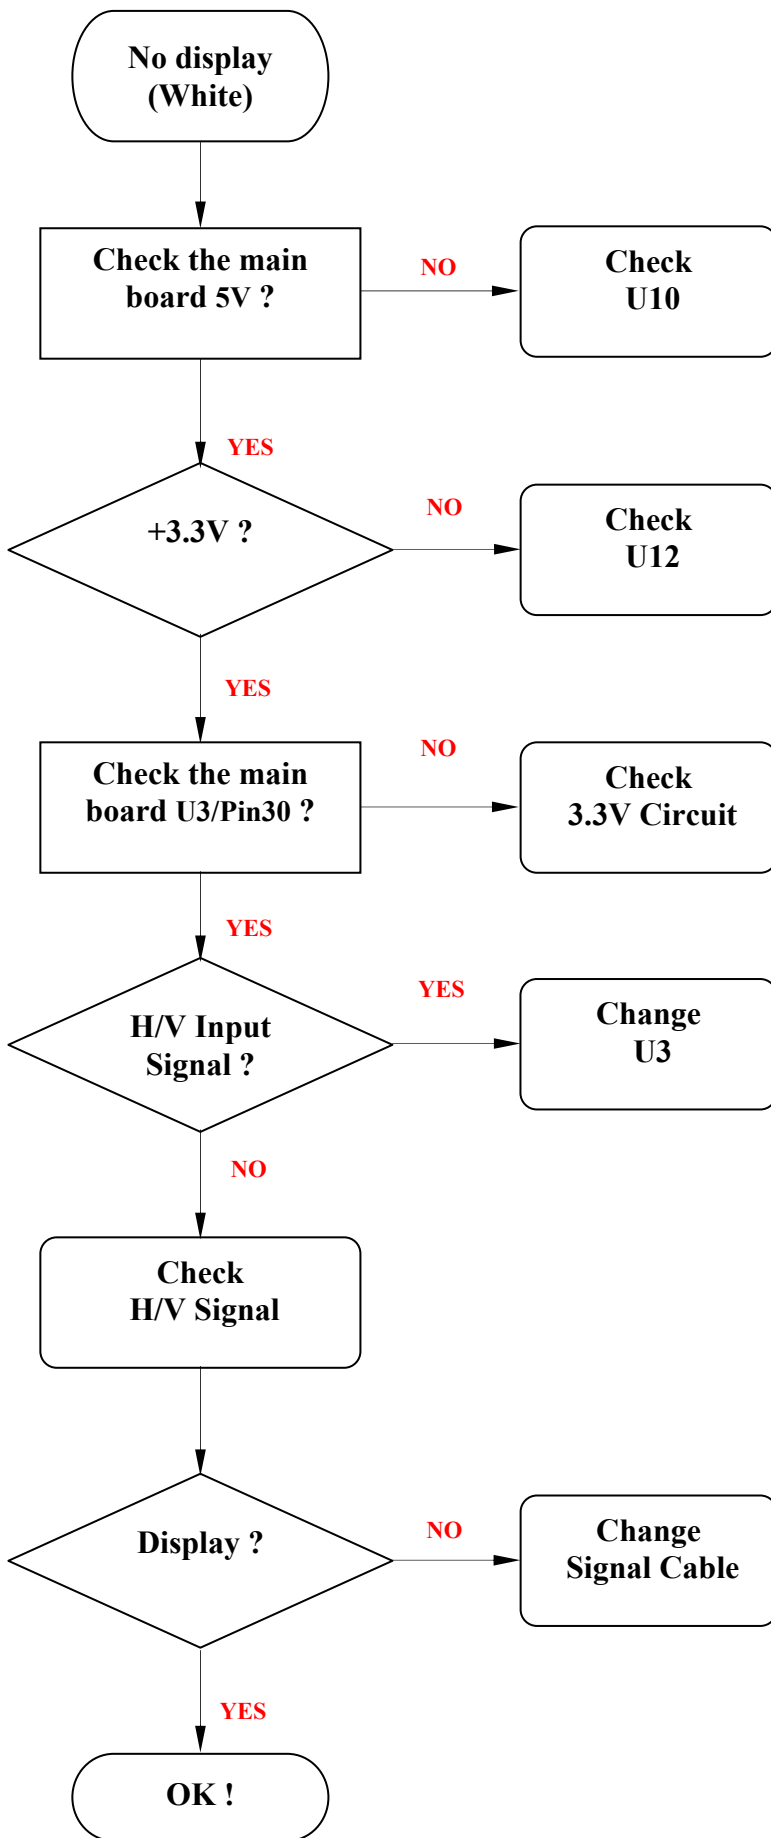 No display
(White)
Check the main
board 5V ?
NO
Check
U10
YES
+3.3V ?
NO
Check
U12
YES
Check the main
board U3/Pin30 ?
NO
Check
3.3V Circuit
YES
H/V Input
Signal ?
YES
Change
U3
NO
Check
H/V Signal
Display ?
NO
Change
Signal Cable
YES
OK !